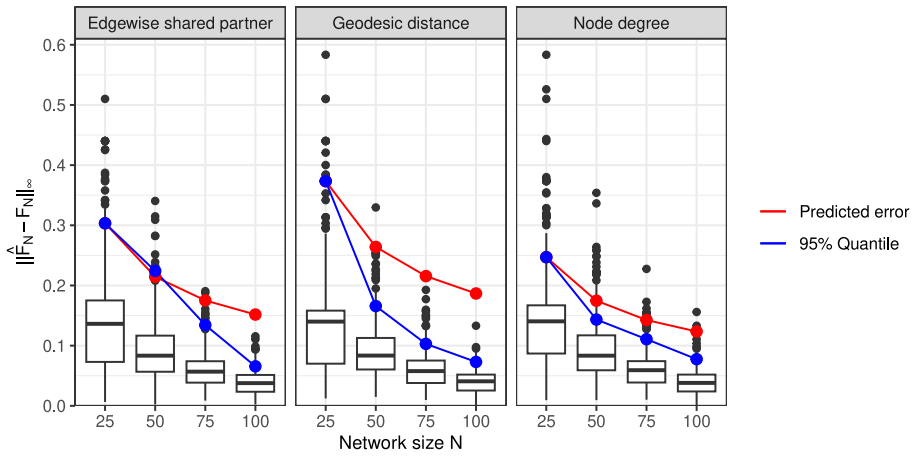 Edgewise shared partner
Geodesic distance
Node degree
0.6
0.5
0.4
0.3
0.2
0.1
0.0
||F̂_N − F_N||_∞
25 50 75 100
25 50 75 100
25 50 75 100
Network size N
Predicted error
95% Quantile